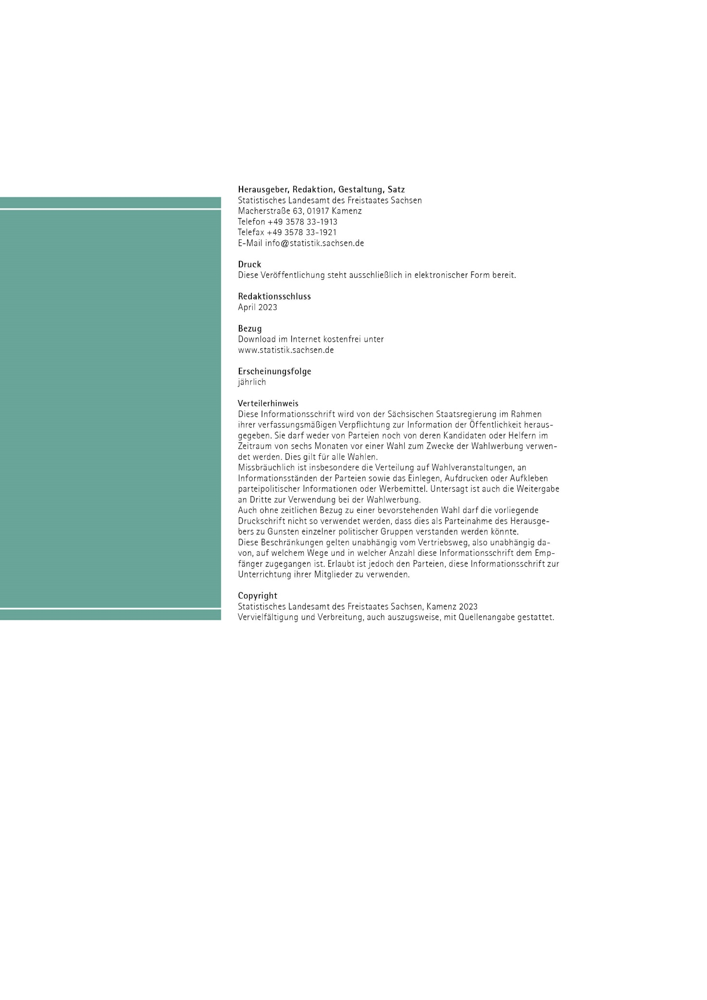 Herausgeber, Redaktion, Gestaltung, Satz
Statistisches Landesamt des Freistaates Sachsen
Macherstraße 63, 01917 Kamenz
Telefon +49 3578 33-1913
Telefax +49 3578 33-1921
E-Mail info@statistik.sachsen.de
Druck
Diese Veröffentlichung steht ausschließlich in elektronischer Form bereit.
Redaktionsschluss
April 2023
Bezug
Download im Internet kostenfrei unter
www.statistik.sachsen.de
Erscheinungsfolge
jährlich
Verteilerhinweis
Diese Informationsschrift wird von der Sächsischen Staatsregierung im Rahmen
ihrer verfassungsmäßigen Verpflichtung zur Information der Öffentlichkeit heraus-
gegeben. Sie darf weder von Parteien noch von deren Kandidaten oder Helfern im
Zeitraum von sechs Monaten vor einer Wahl zum Zwecke der Wahlwerbung verwen-
det werden. Dies gilt für alle Wahlen.
Missbräuchlich ist insbesondere die Verteilung auf Wahlveranstaltungen, an
Informationsständen der Parteien sowie das Einlegen, Aufdrucken oder Aufkleben
parteipolitischer Informationen oder Werbemittel. Untersagt ist auch die Weitergabe
an Dritte zur Verwendung bei der Wahlwerbung.
Auch ohne zeitlichen Bezug zu einer bevorstehenden Wahl darf die vorliegende
Druckschrift nicht so verwendet werden, dass dies als Parteinahme des Herausge-
bers zu Gunsten einzelner politischer Gruppen verstanden werden könnte.
Diese Beschränkungen gelten unabhängig vom Vertriebsweg, also unabhängig da-
von, auf welchem Wege und in welcher Anzahl diese Informationsschrift dem Emp-
fänger zugegangen ist. Erlaubt ist jedoch den Parteien, diese Informationsschrift zur
Unterrichtung ihrer Mitglieder zu verwenden.
Copyright
Statistisches Landesamt des Freistaates Sachsen, Kamenz 2023
Vervielfältigung und Verbreitung, auch auszugsweise, mit Quellenangabe gestattet.